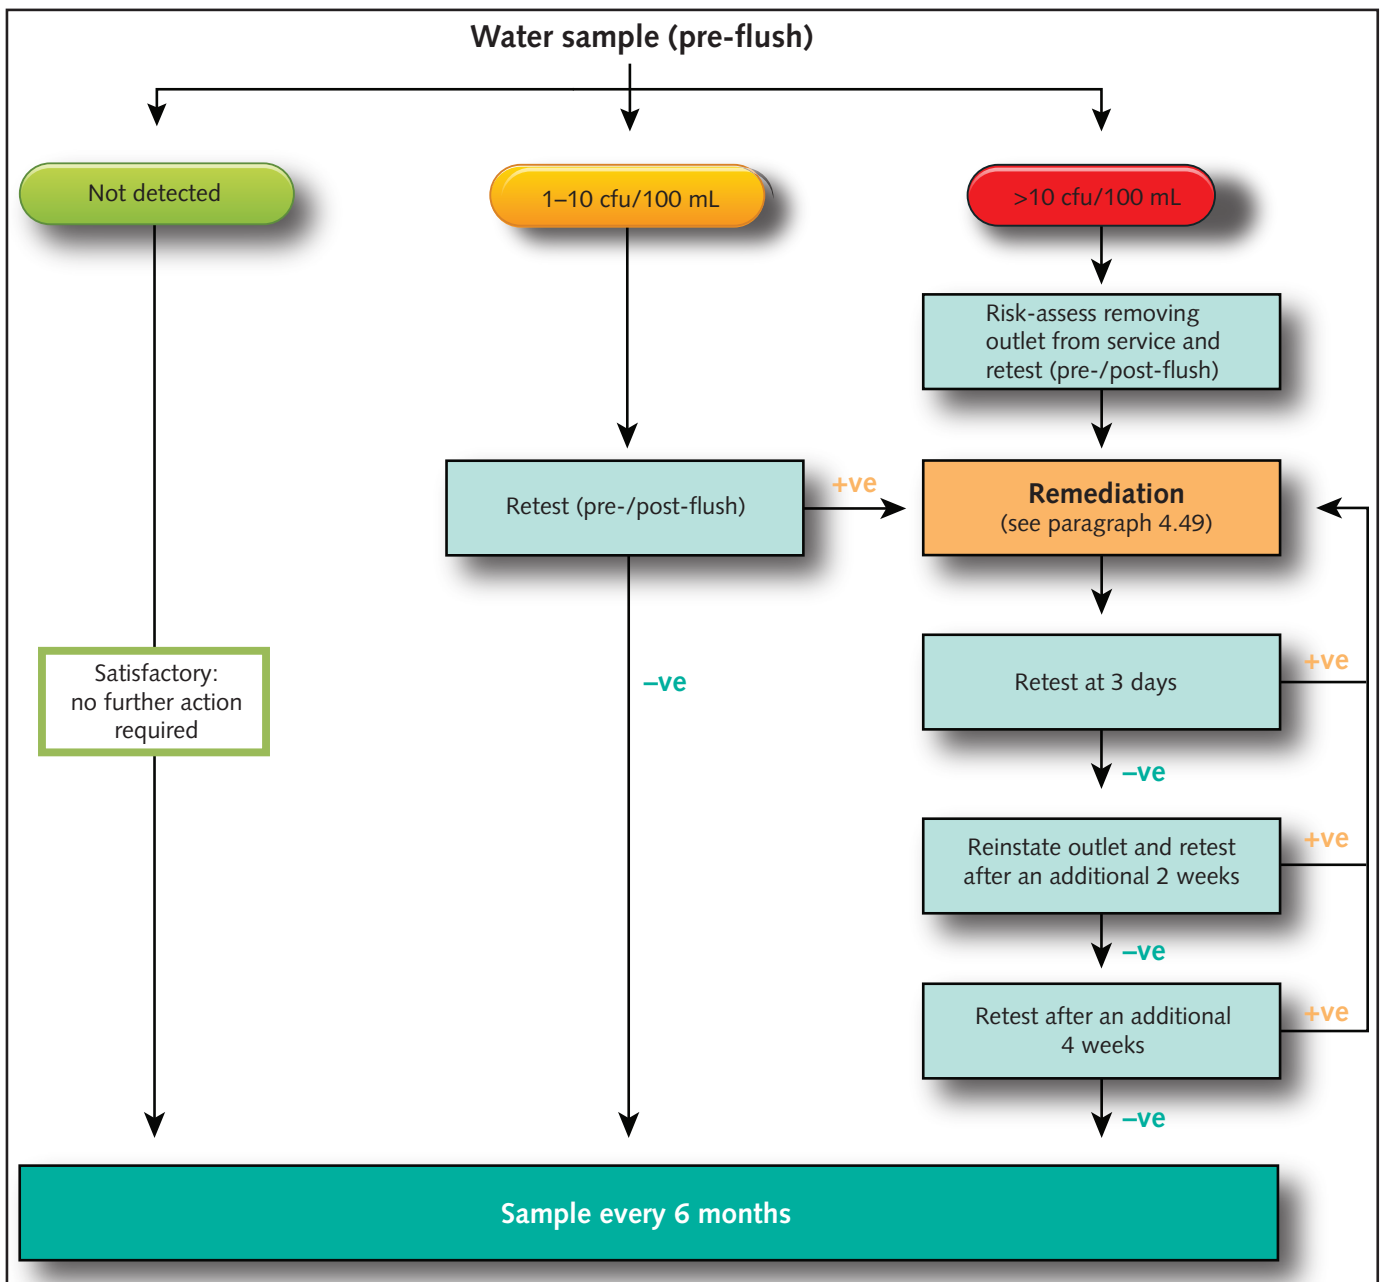 Water sample (pre-flush)
Not detected
1–10 cfu/100 mL
>10 cfu/100 mL
Risk-assess removing
outlet from service and
retest (pre-/post-flush)
Retest (pre-/post-flush)
+ve
Remediation
(see paragraph 4.49)
Satisfactory:
no further action
required
–ve
Retest at 3 days
+ve
–ve
Reinstate outlet and retest
after an additional 2 weeks
+ve
–ve
Retest after an additional
4 weeks
+ve
–ve
Sample every 6 months